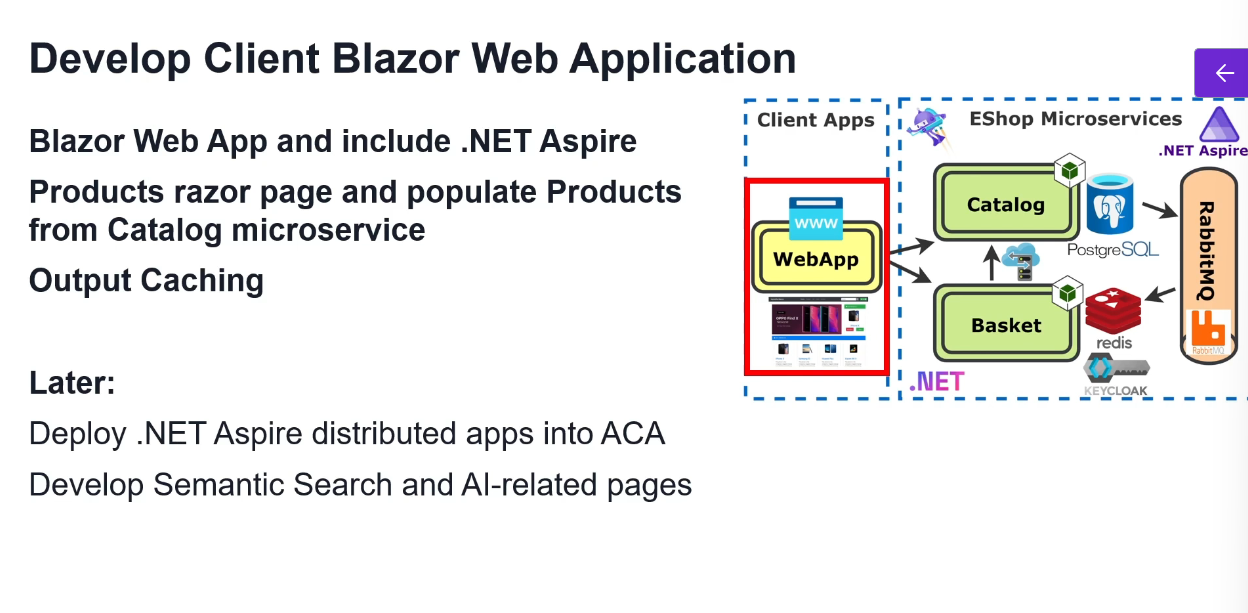 Develop Client Blazor Web Application
Blazor Web App and include .NET Aspire
Products razor page and populate Products
from Catalog microservice
Output Caching
Later:
Deploy .NET Aspire distributed apps into ACA
Develop Semantic Search and AI-related pages
Client Apps
EShop Microservices
.NET Aspire
WWW
WebApp
Catalog
PostgreSQL
Basket
redis
KEYCLOAK
.NET
RabbitMQ
RabbitMQ